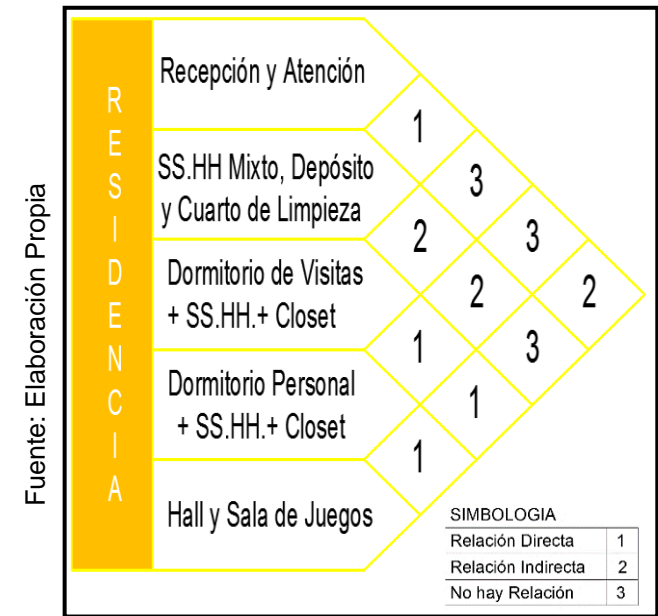 Fuente: Elaboración Propia
RESIDENCIA
Recepción y Atención
SS.HH Mixto, Depósito
y Cuarto de Limpieza
Dormitorio de Visitas
+ SS.HH.+ Closet
Dormitorio Personal
+ SS.HH.+ Closet
Hall y Sala de Juegos
1
3
2
3
2
2
1
3
1
1
SIMBOLOGIA
Relación Directa 1
Relación Indirecta 2
No hay Relación 3